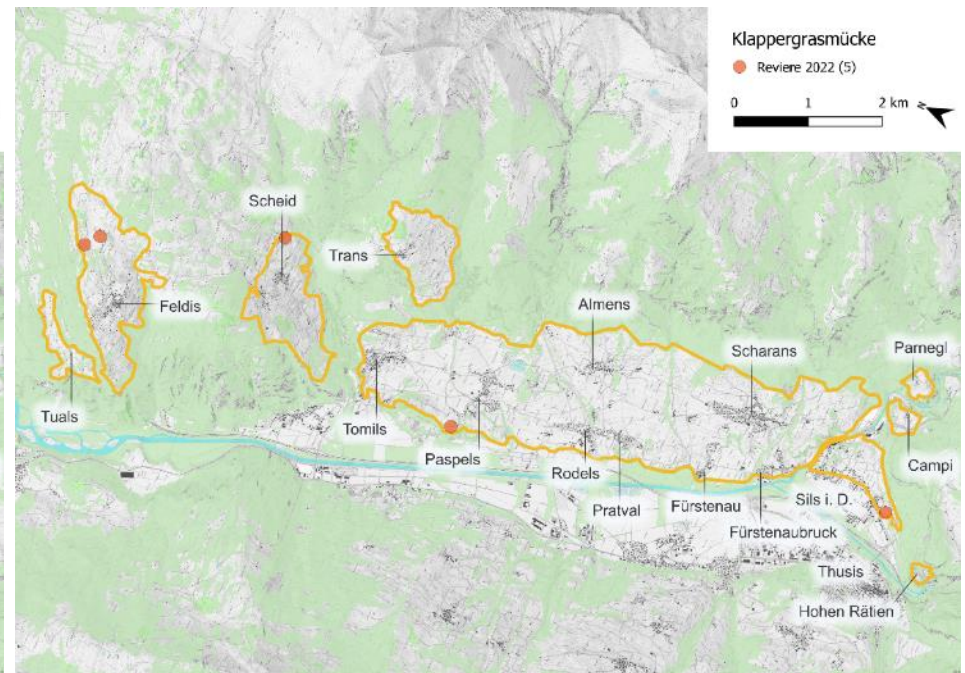 Klappergrasmücke
Reviere 2022 (5)
0 1 2 km
N
Scheid
Trans
Feldis
Almens
Scharans
Parnegl
Tuals
Tomils
Paspels
Rodels
Pratval
Fürstenau
Fürstenaubruck
Sils i. D.
Campi
Thusis
Hohen Rätien